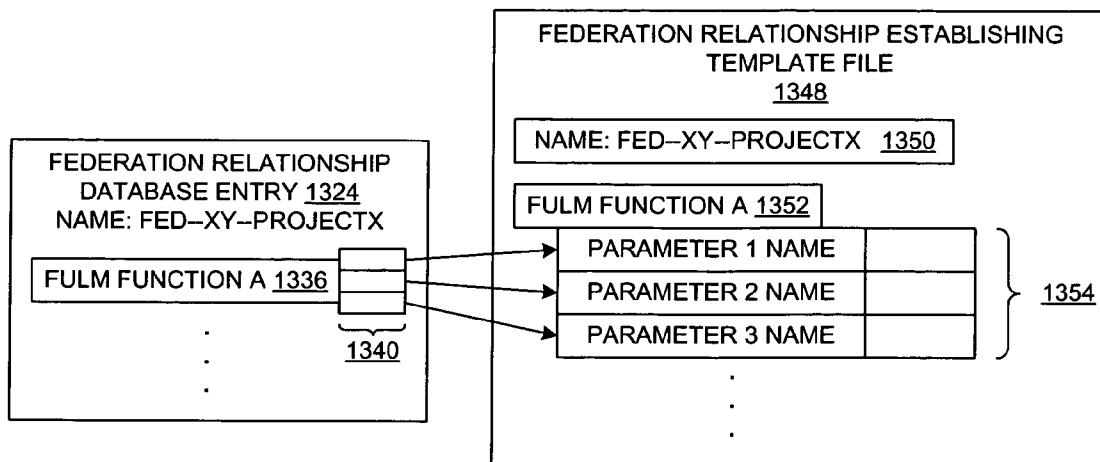 FEDERATION RELATIONSHIP ESTABLISHING
TEMPLATE FILE
1348
NAME: FED–XY–PROJECTX 1350
FULM FUNCTION A 1352
PARAMETER 1 NAME
PARAMETER 2 NAME
PARAMETER 3 NAME
1354
FEDERATION RELATIONSHIP
DATABASE ENTRY 1324
NAME: FED–XY–PROJECTX
FULM FUNCTION A 1336
1340